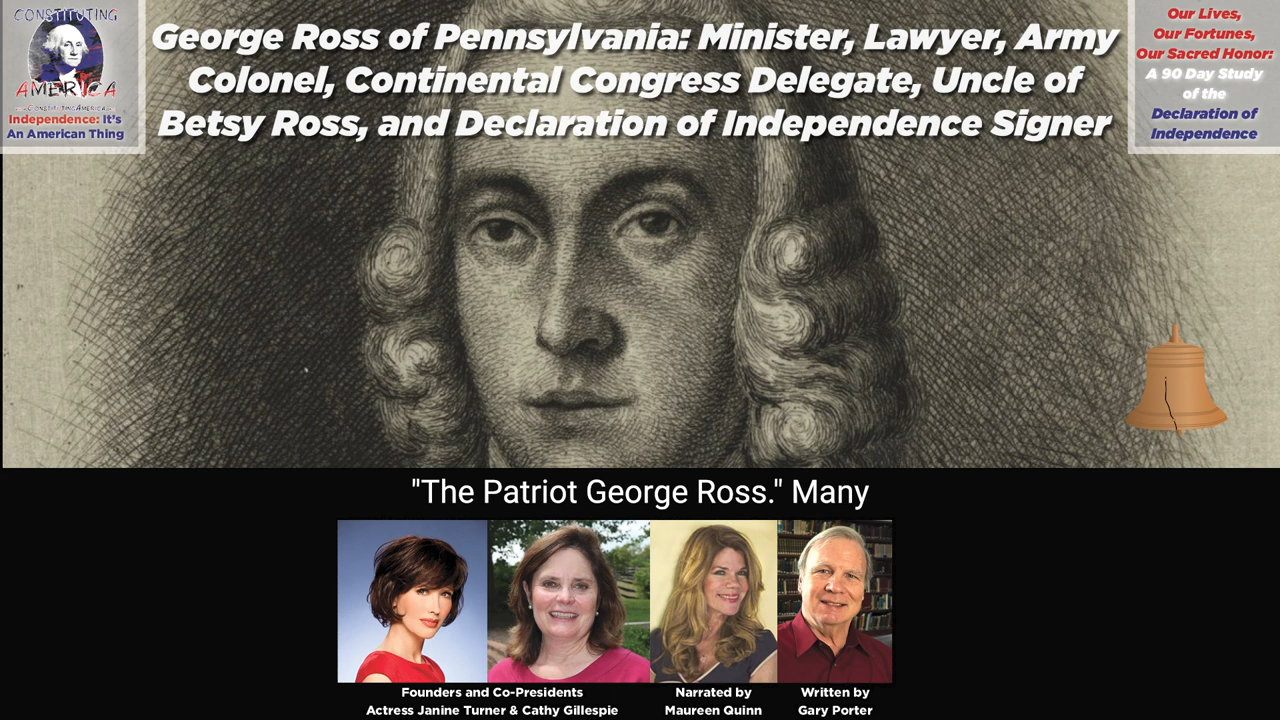 CONSTITUTING
AMERICA
Independence: It's
An American Thing
George Ross of Pennsylvania: Minister, Lawyer, Army
Colonel, Continental Congress Delegate, Uncle of
Betsy Ross, and Declaration of Independence Signer
Our Lives,
Our Fortunes,
Our Sacred Honor:
A 90 Day Study
of the
Declaration of
Independence
"The Patriot George Ross." Many
Founders and Co-Presidents
Actress Janine Turner & Cathy Gillespie
Narrated by
Maureen Quinn
Written by
Gary Porter